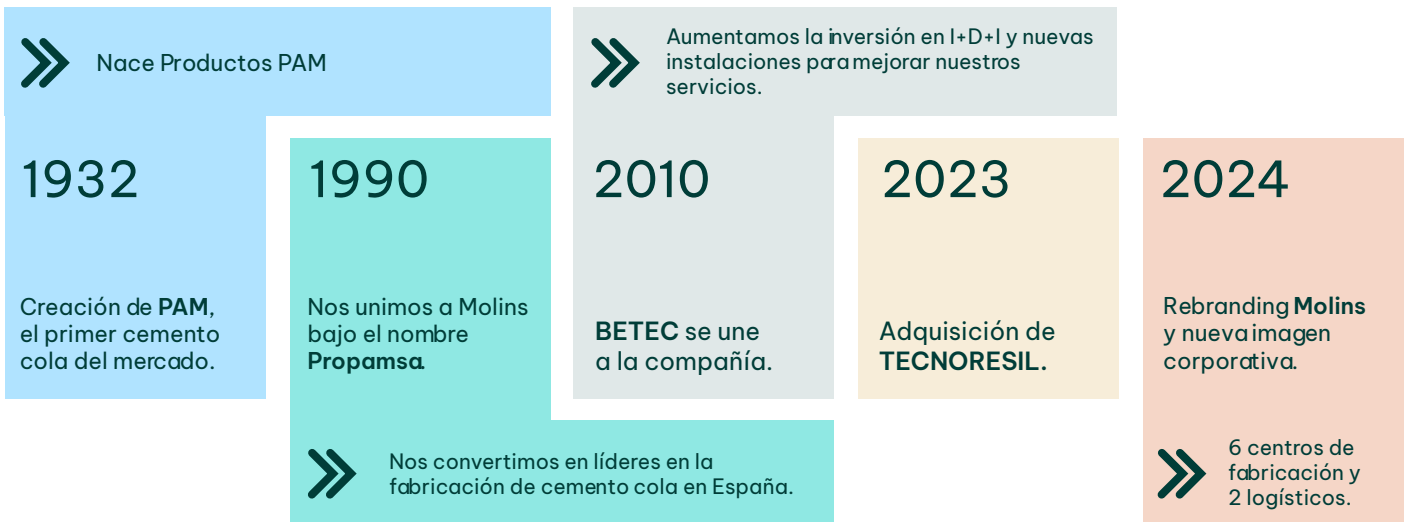 Nace Productos PAM
1932
Creación de PAM,
el primer cemento
cola del mercado.
1990
Nos unimos a Molins
bajo el nombre
Propamsa.
Nos convertimos en líderes en la
fabricación de cemento cola en España.
Aumentamos la inversión en I+D+I y nuevas
instalaciones para mejorar nuestros
servicios.
2010
BETEC se une
a la compañía.
2023
Adquisición de
TECNORESIL.
2024
Rebranding Molins
y nueva imagen
corporativa.
6 centros de
fabricación y
2 logísticos.